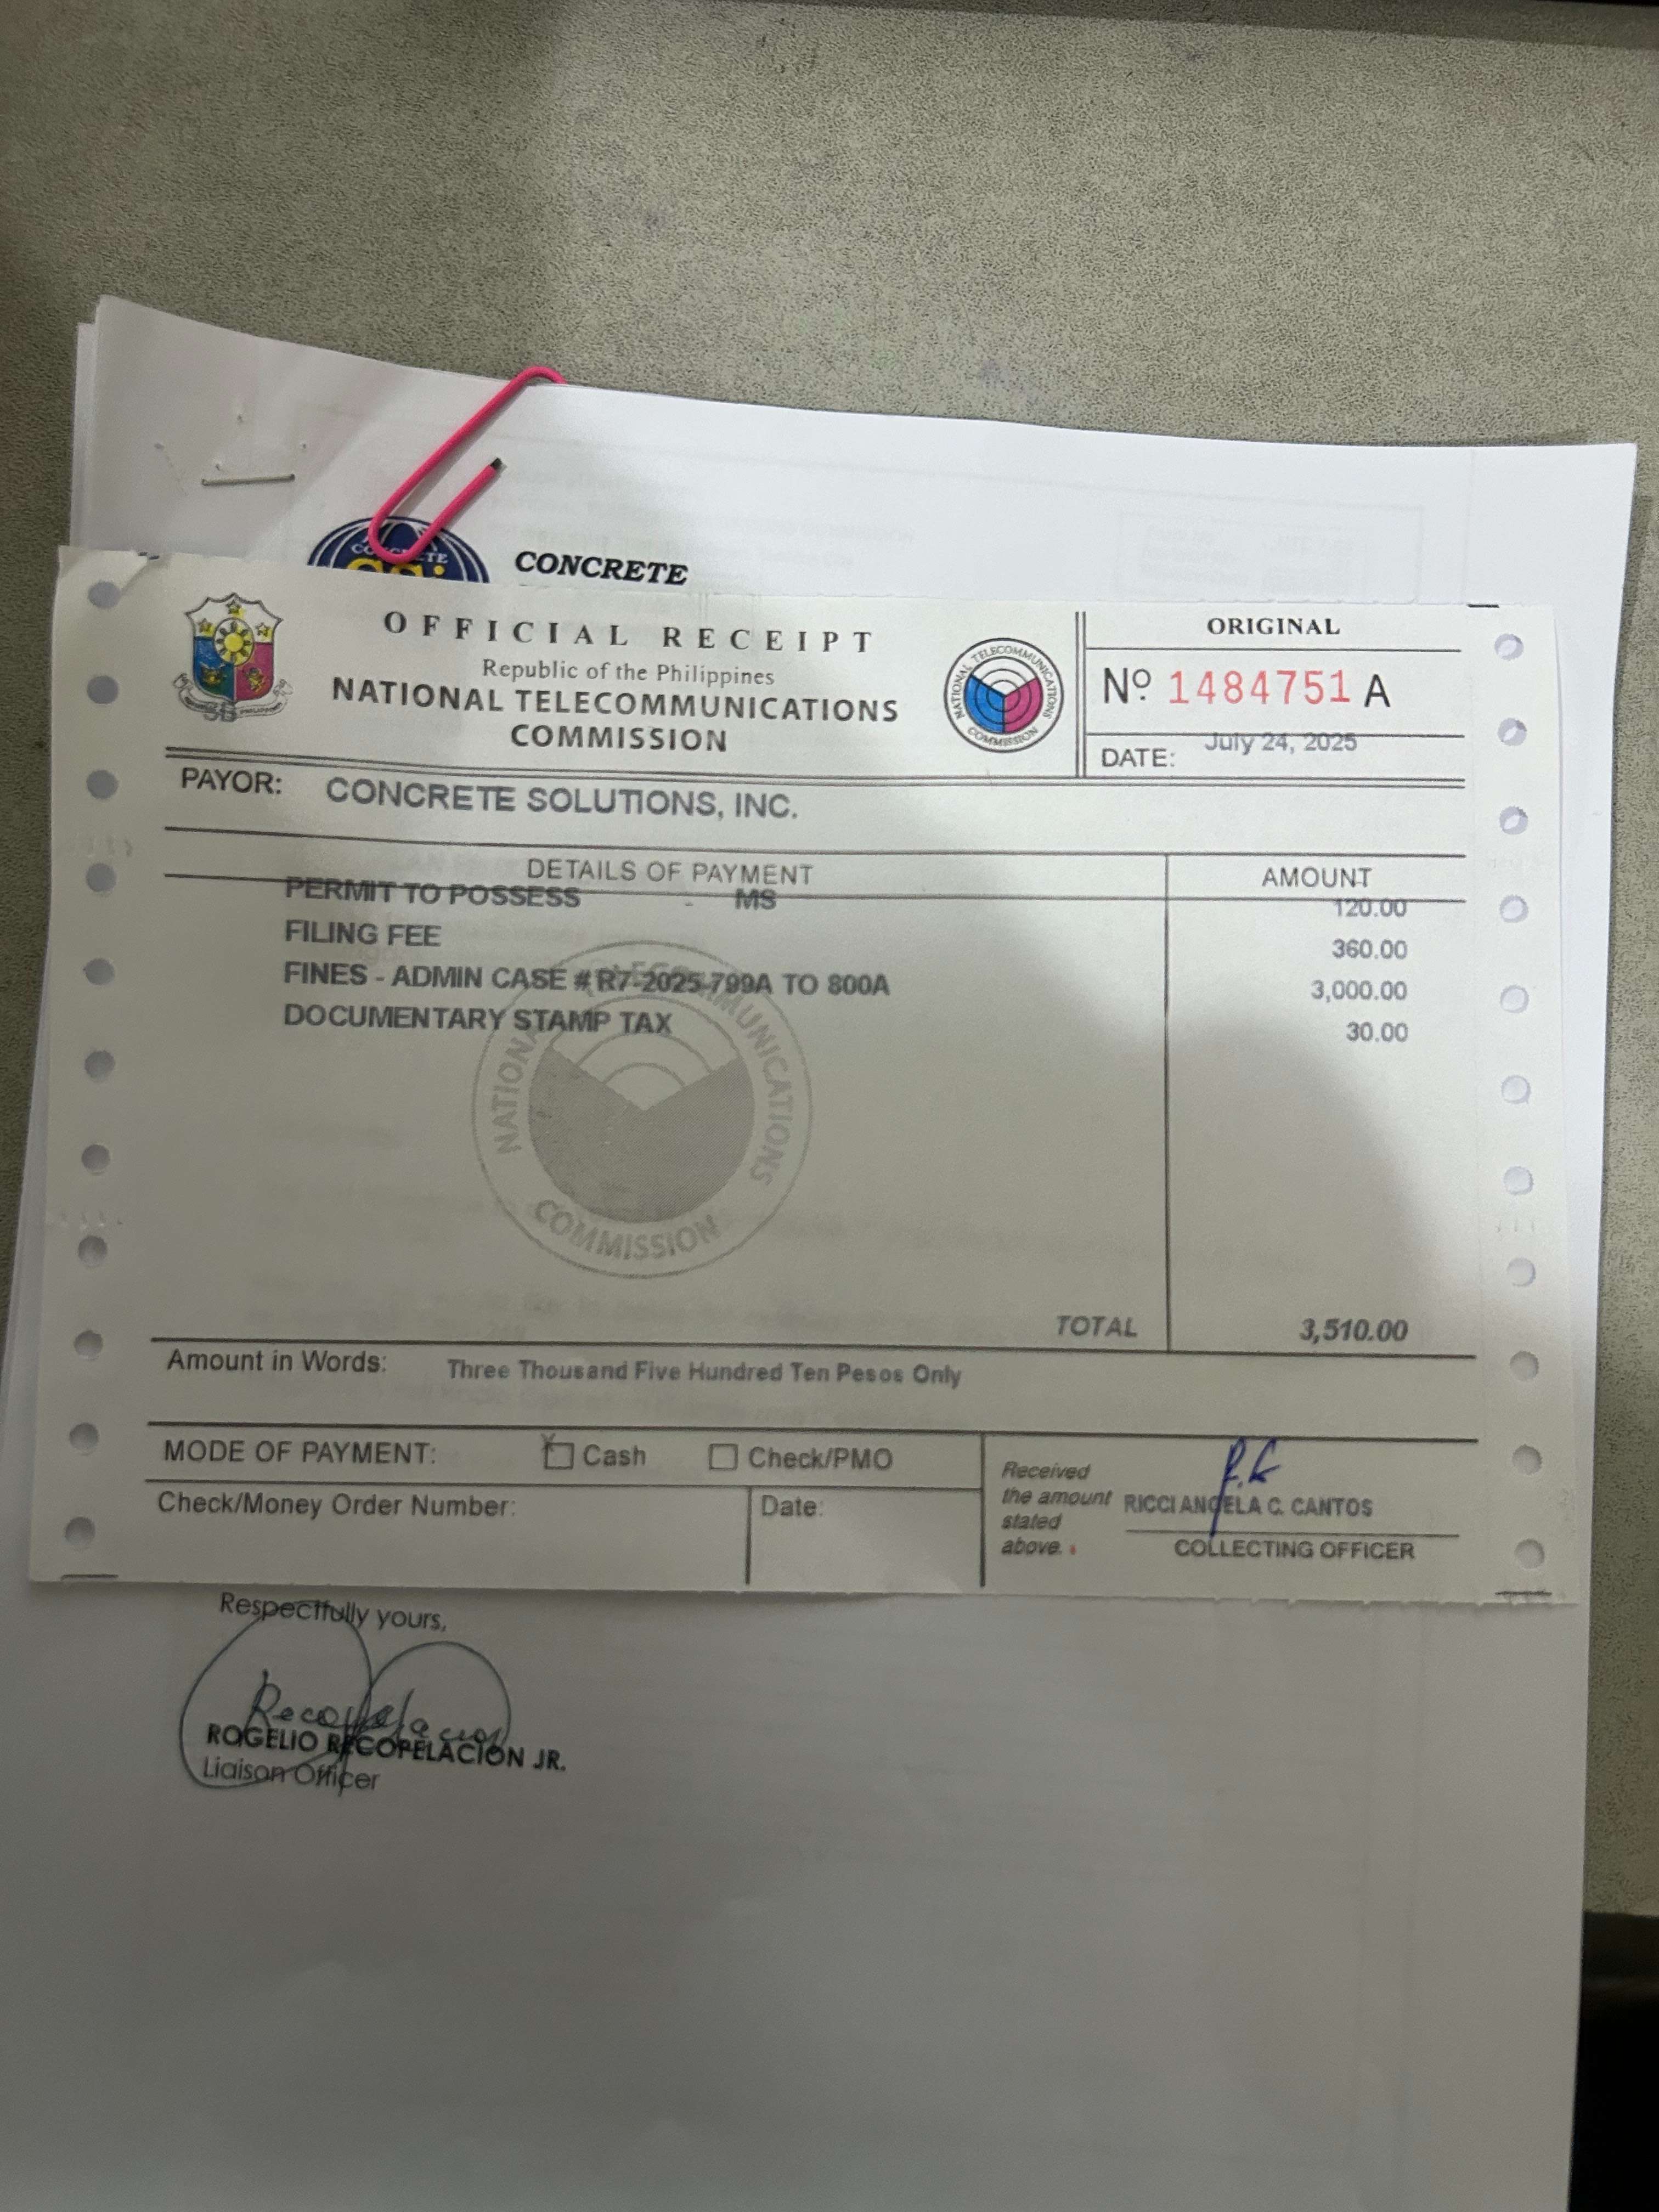 CONCRETE
CONCRETE
OFFICIAL RECEIPT
Republic of the Philippines
NATIONAL TELECOMMUNICATIONS
COMMISSION
NATIONAL TELECOMMUNICATIONS COMMISSION
ORIGINAL
Nº 1484751 A
DATE: July 24, 2025
PAYOR: CONCRETE SOLUTIONS, INC.
DETAILS OF PAYMENT AMOUNT
PERMIT TO POSSESS - MS 120.00
FILING FEE 360.00
FINES - ADMIN CASE # R7-2025-799A TO 800A 3,000.00
DOCUMENTARY STAMP TAX 30.00
NATIONAL TELECOMMUNICATIONS COMMISSION
TOTAL 3,510.00
Amount in Words: Three Thousand Five Hundred Ten Pesos Only
MODE OF PAYMENT: Cash Check/PMO
Check/Money Order Number: Date:
Received
the amount
stated
above.
RICCI ANGELA C. CANTOS
COLLECTING OFFICER
Respectfully yours,
Recopelacion
ROGELIO RECOPELACION JR.
Liaison Officer